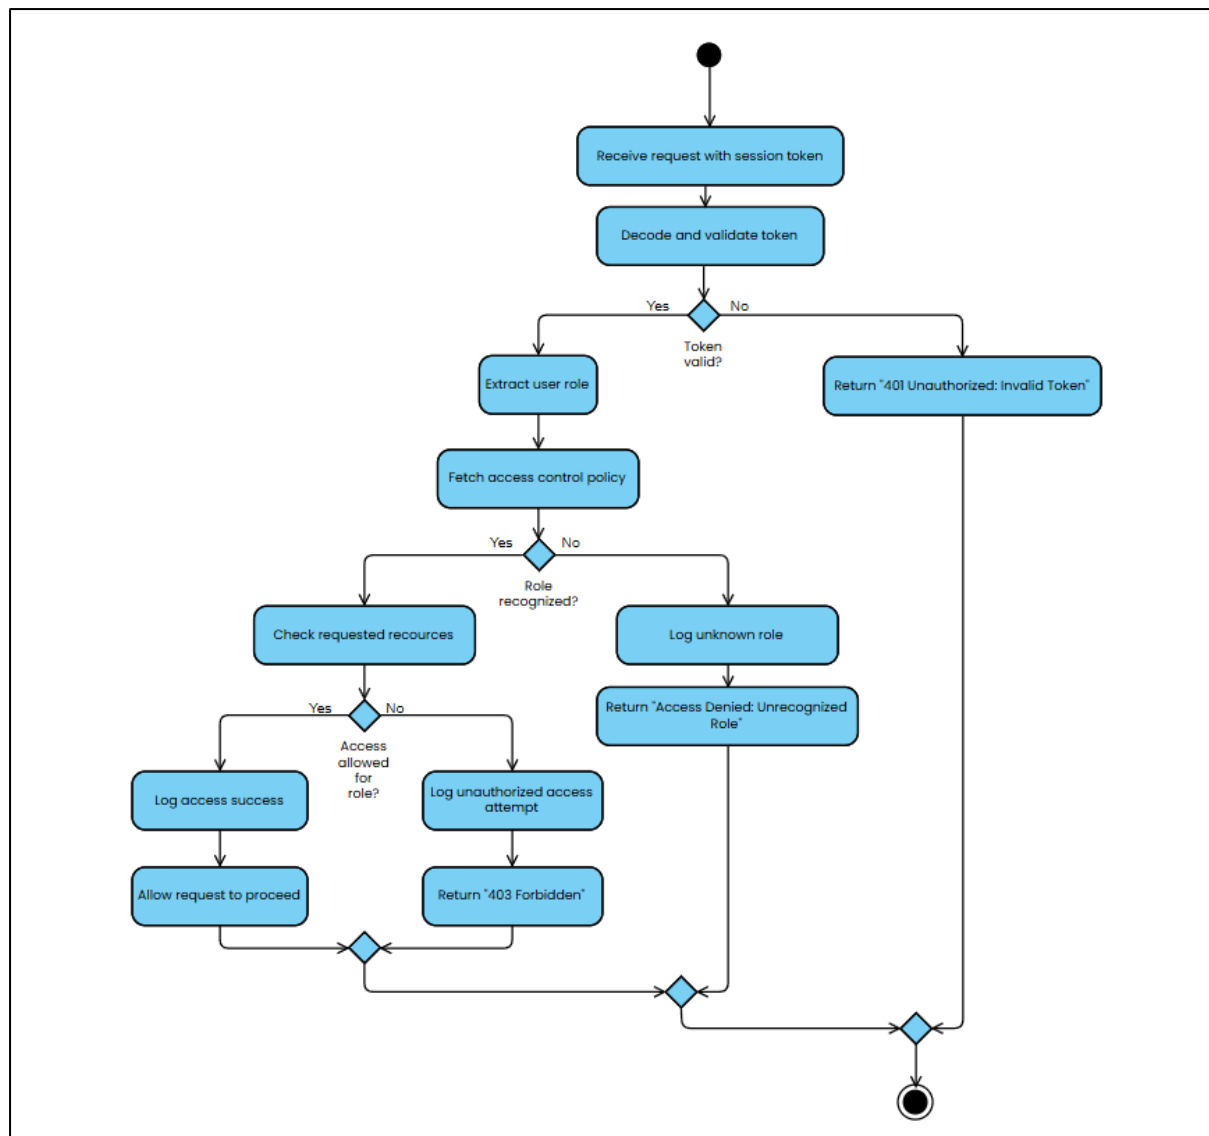 Receive request with session token
Decode and validate token
Yes
No
Token
valid?
Extract user role
Return "401 Unauthorized: Invalid Token"
Fetch access control policy
Yes
No
Role
recognized?
Check requested recources
Log unknown role
Return "Access Denied: Unrecognized
Role"
Yes
No
Access
allowed
for
role?
Log access success
Log unauthorized access
attempt
Allow request to proceed
Return "403 Forbidden"